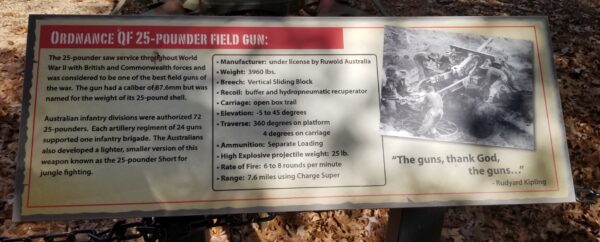 ORDNANCE QF 25-POUNDER FIELD GUN:
The 25-pounder saw service throughout World
War II with British and Commonwealth forces and
was considered to be one of the best field guns of
the war. The gun had a caliber of 87.6mm but was
named for the weight of its 25-pound shell.
Australian infantry divisions were authorized 72
25-pounders. Each artillery regiment of 24 guns
supported one infantry brigade. The Australians
also developed a lighter, smaller version of this
weapon known as the 25-pounder Short for
jungle fighting.
• Manufacturer: under license by Ruwold Australia
• Weight: 3960 lbs.
• Breech: Vertical Sliding Block
• Recoil: buffer and hydropneumatic recuperator
• Carriage: open box trail
• Elevation: -5 to 45 degrees
• Traverse: 360 degrees on platform
4 degrees on carriage
• Ammunition: Separate Loading
• High Explosive projectile weight: 25 lb.
• Rate of Fire: 6 to 8 rounds per minute
• Range: 7.6 miles using Charge Super
"The guns, thank God,
the guns..."
- Rudyard Kipling